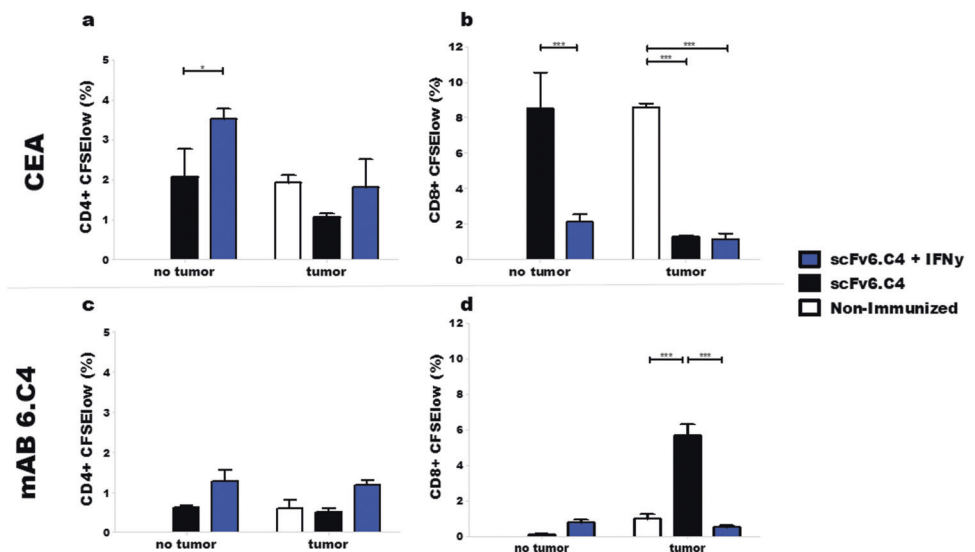 a
b
CEA
CD4+ CFSElow (%)
5
4
3
2
1
0
*
no tumor
tumor
CD8+ CFSElow (%)
12
10
8
6
4
2
0
***
***
***
no tumor
tumor
scFv6.C4 + IFNy
scFv6.C4
Non-Immunized
c
d
mAB 6.C4
CD4+ CFSElow (%)
5
4
3
2
1
0
no tumor
tumor
CD8+ CFSElow (%)
12
10
8
6
4
2
0
***
***
no tumor
tumor